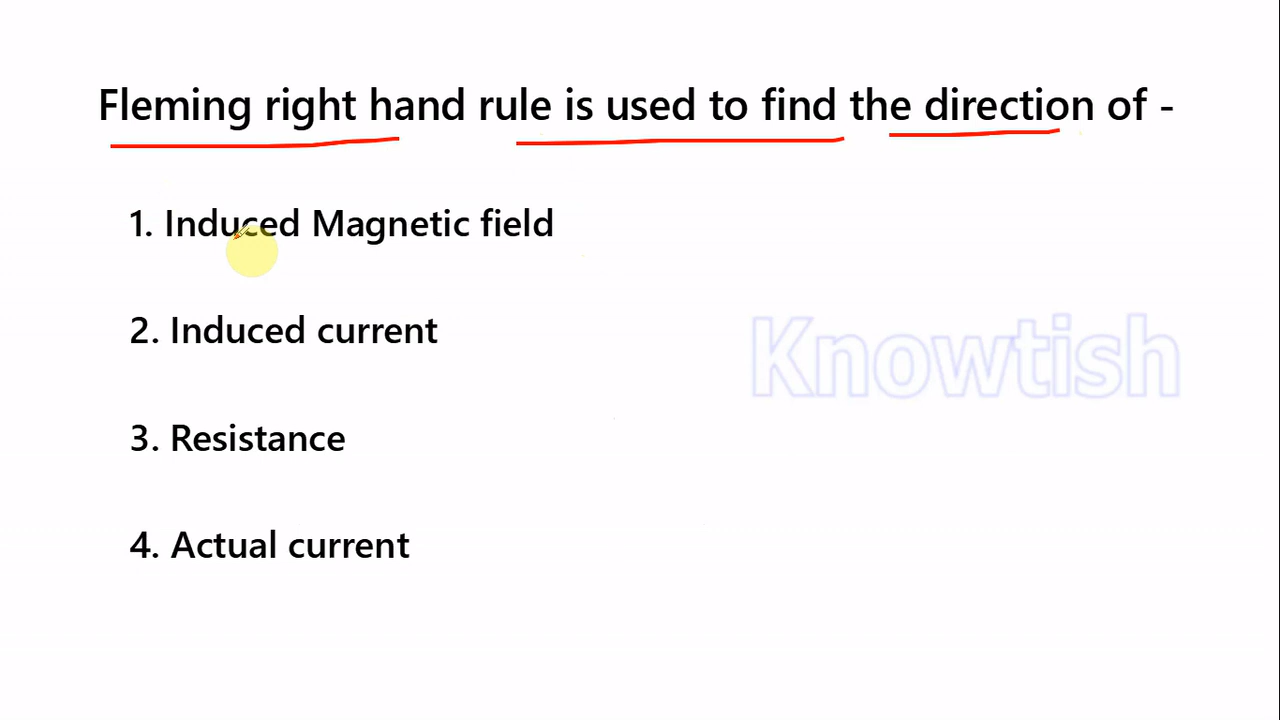 Fleming right hand rule is used to find the direction of -
1. Induced Magnetic field
2. Induced current
Knowtish
3. Resistance
4. Actual current